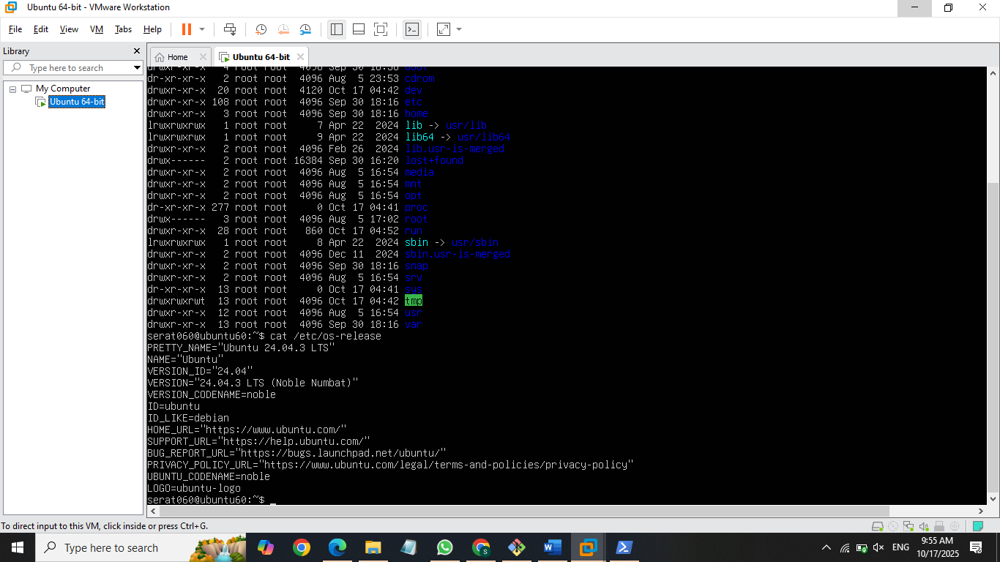 Ubuntu 64-bit - VMware Workstation
File Edit View VM Tabs Help
Library
Type here to search
My Computer
Ubuntu 64-bit
Home Ubuntu 64-bit
drwxr-xr-x 4 root root 4096 Sep 30 18:38 boot
dr-xr-xr-x 2 root root 4096 Aug 5 23:53 cdrom
drwxr-xr-x 20 root root 4120 Oct 17 04:42 dev
drwxr-xr-x 108 root root 4096 Sep 30 18:16 etc
drwxr-xr-x 3 root root 4096 Sep 30 18:16 home
lrwxrwxrwx 1 root root 7 Apr 22 2024 lib -> usr/lib
lrwxrwxrwx 1 root root 9 Apr 22 2024 lib64 -> usr/lib64
drwxr-xr-x 2 root root 4096 Feb 26 2024 lib.usr-is-merged
drwx------ 2 root root 16384 Sep 30 16:20 lost+found
drwxr-xr-x 2 root root 4096 Aug 5 16:54 media
drwxr-xr-x 2 root root 4096 Aug 5 16:54 mnt
drwxr-xr-x 2 root root 4096 Aug 5 16:54 opt
dr-xr-xr-x 277 root root 0 Oct 17 04:41 proc
drwx------ 3 root root 4096 Aug 5 17:02 root
drwxr-xr-x 28 root root 860 Oct 17 04:52 run
lrwxrwxrwx 1 root root 8 Apr 22 2024 sbin -> usr/sbin
drwxr-xr-x 2 root root 4096 Dec 11 2024 sbin.usr-is-merged
drwxr-xr-x 2 root root 4096 Sep 30 18:16 snap
drwxr-xr-x 2 root root 4096 Aug 5 16:54 srv
dr-xr-xr-x 13 root root 0 Oct 17 04:41 sys
drwxrwxrwt 13 root root 4096 Oct 17 04:42 tmp
drwxr-xr-x 12 root root 4096 Aug 5 16:54 usr
drwxr-xr-x 13 root root 4096 Sep 30 18:16 var
serat060@ubuntu60:~$ cat /etc/os-release
PRETTY_NAME="Ubuntu 24.04.3 LTS"
NAME="Ubuntu"
VERSION_ID="24.04"
VERSION="24.04.3 LTS (Noble Numbat)"
VERSION_CODENAME=noble
ID=ubuntu
ID_LIKE=debian
HOME_URL="https://www.ubuntu.com/"
SUPPORT_URL="https://help.ubuntu.com/"
BUG_REPORT_URL="https://bugs.launchpad.net/ubuntu/"
PRIVACY_POLICY_URL="https://www.ubuntu.com/legal/terms-and-policies/privacy-policy"
UBUNTU_CODENAME=noble
LOGO=ubuntu-logo
serat060@ubuntu60:~$ _
To direct input to this VM, click inside or press Ctrl+G.
Type here to search
ENG
9:55 AM
10/17/2025